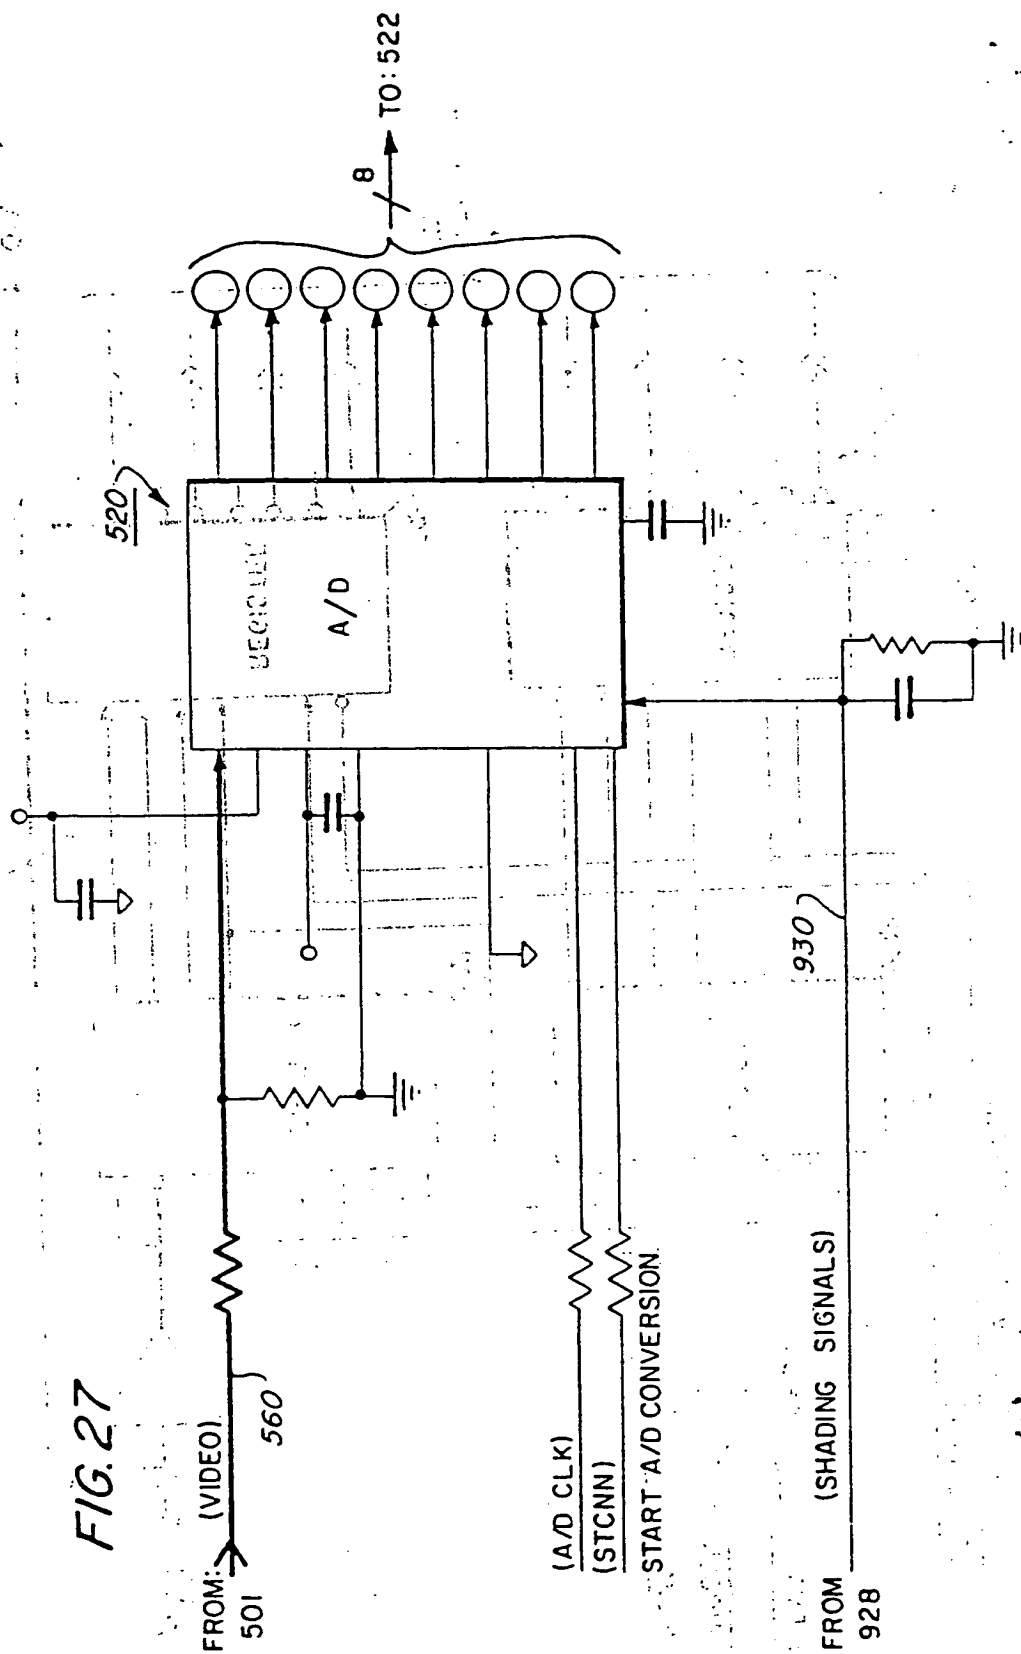 FIG. 27
FROM:
501
(VIDEO)
560
520
A/D
8
TO: 522
(A/D CLK)
(STCNN)
START A/D CONVERSION
FROM
928
(SHADING SIGNALS)
930